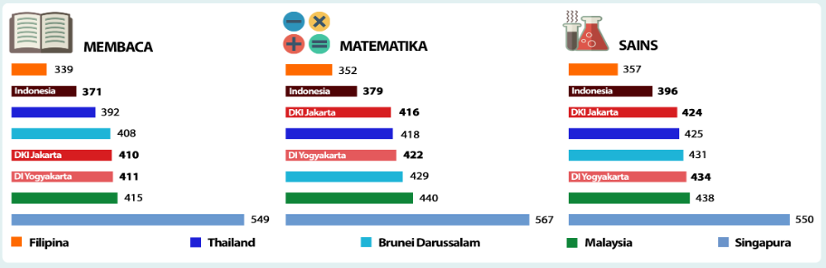 MEMBACA
339
Indonesia 371
392
408
DKI Jakarta 410
DI Yogyakarta 411
415
549
MATEMATIKA
352
Indonesia 379
DKI Jakarta 416
418
DI Yogyakarta 422
429
440
567
SAINS
357
Indonesia 396
DKI Jakarta 424
425
431
DI Yogyakarta 434
438
550
Filipina Thailand Brunei Darussalam Malaysia Singapura